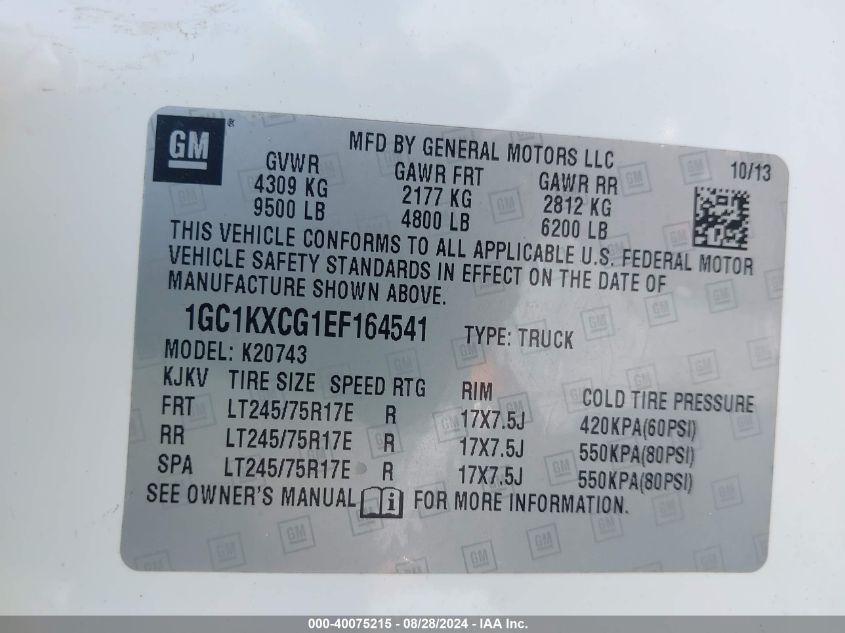 GM ®
MFD BY GENERAL MOTORS LLC
10/13
GVWR GAWR FRT GAWR RR
4309 KG 2177 KG 2812 KG
9500 LB 4800 LB 6200 LB
THIS VEHICLE CONFORMS TO ALL APPLICABLE U.S. FEDERAL MOTOR
VEHICLE SAFETY STANDARDS IN EFFECT ON THE DATE OF
MANUFACTURE SHOWN ABOVE.
1GC1KXCG1EF164541 TYPE: TRUCK
MODEL: K20743
KJKV TIRE SIZE SPEED RTG RIM COLD TIRE PRESSURE
FRT LT245/75R17E R 17X7.5J 420KPA(60PSI)
RR LT245/75R17E R 17X7.5J 550KPA(80PSI)
SPA LT245/75R17E R 17X7.5J 550KPA(80PSI)
SEE OWNER'S MANUAL i FOR MORE INFORMATION.
000-40075215 - 08/28/2024 - IAA Inc.